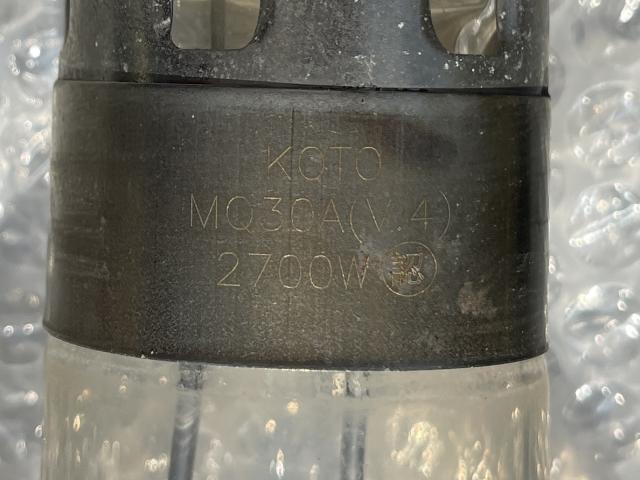 KOTO
MQ30A(V.4)
2700W 認